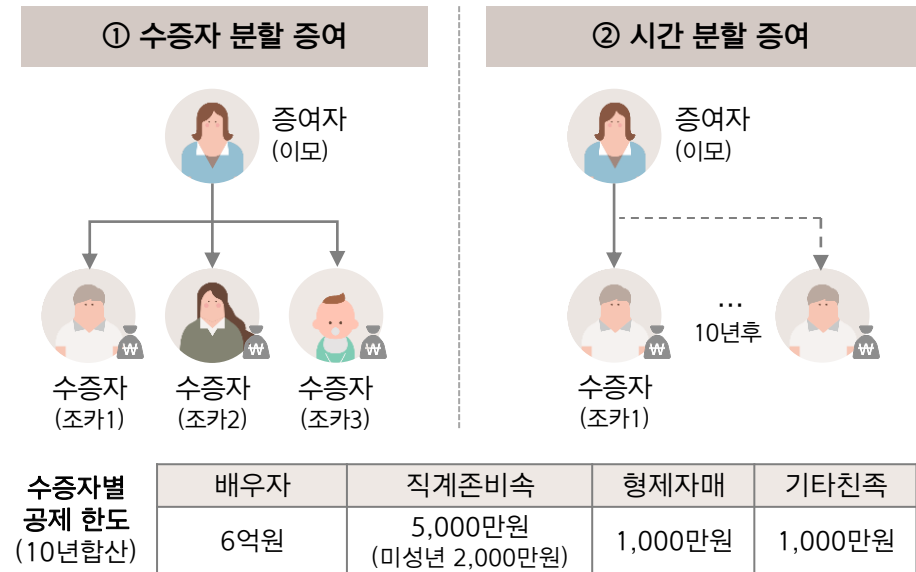 ① 수증자 분할 증여
② 시간 분할 증여
증여자
(이모)
증여자
(이모)
₩
₩
₩
₩
₩
...
10년후
수증자
(조카1)
수증자
(조카2)
수증자
(조카3)
수증자
(조카1)
수증자별
공제 한도
(10년합산)
배우자
직계존비속
형제자매
기타친족
6억원
5,000만원
(미성년 2,000만원)
1,000만원
1,000만원